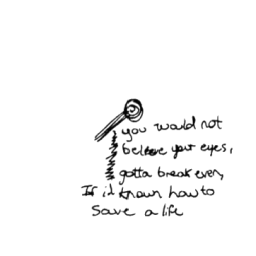 you would not
believe your eyes,
gotta break even,
If i'd known how to
Save a life